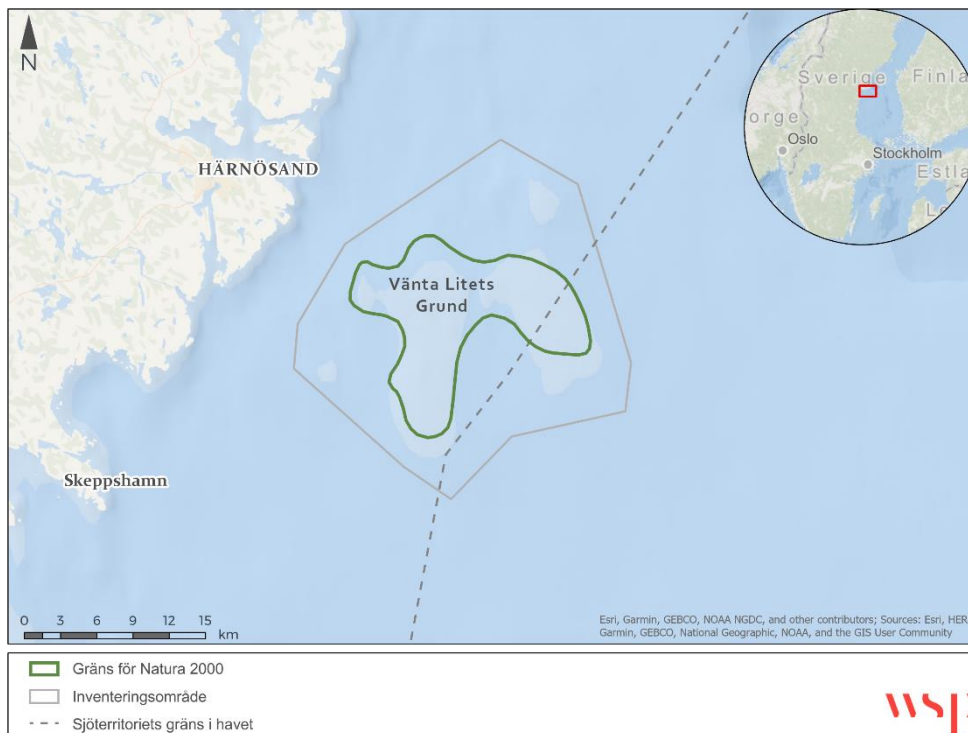 N
HÄRNÖSAND
Vänta Litets
Grund
Skeppshamn
Sverige
Finla
orge
Oslo
Stockholm
Estla
Le
0 3 6 9 12 15
km
Esri, Garmin, GEBCO, NOAA NGDC, and other contributors; Sources: Esri, HER
Garmin, GEBCO, National Geographic, NOAA, and the GIS User Community
Gräns för Natura 2000
Inventeringsområde
Sjöterritoriets gräns i havet
wsp